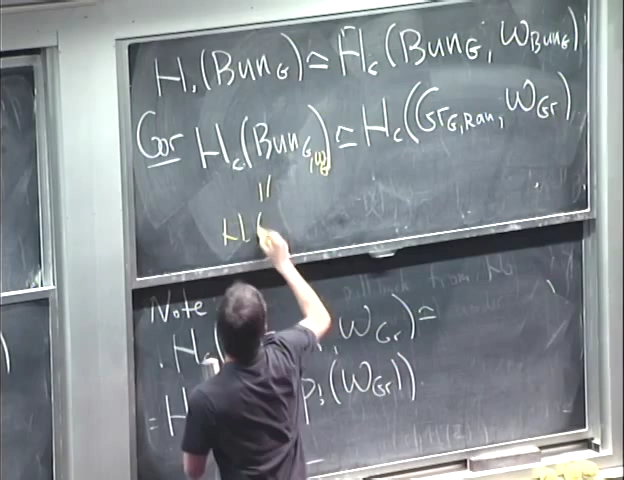 H.(Bun_G) ≃ H_c(Bun_G, ω_{Bun_G})
Cor H_c(Bun_G, ω) ≃ H_c(Gr_{G,Ran}, ω_{Gr})
//
H(
Note
H_c , ω_{Gr}) ≃
= H p_!(ω_{Gr})).